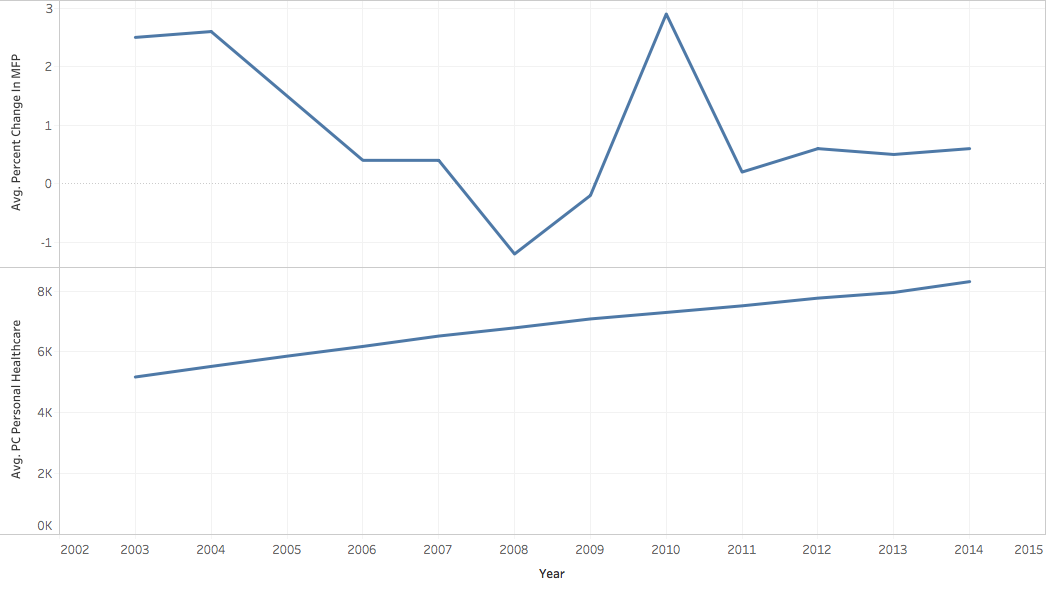 Avg. Percent Change In MFP
3
2
1
0
-1
Avg. PC Personal Healthcare
8K
6K
4K
2K
0K
2002 2003 2004 2005 2006 2007 2008 2009 2010 2011 2012 2013 2014 2015
Year